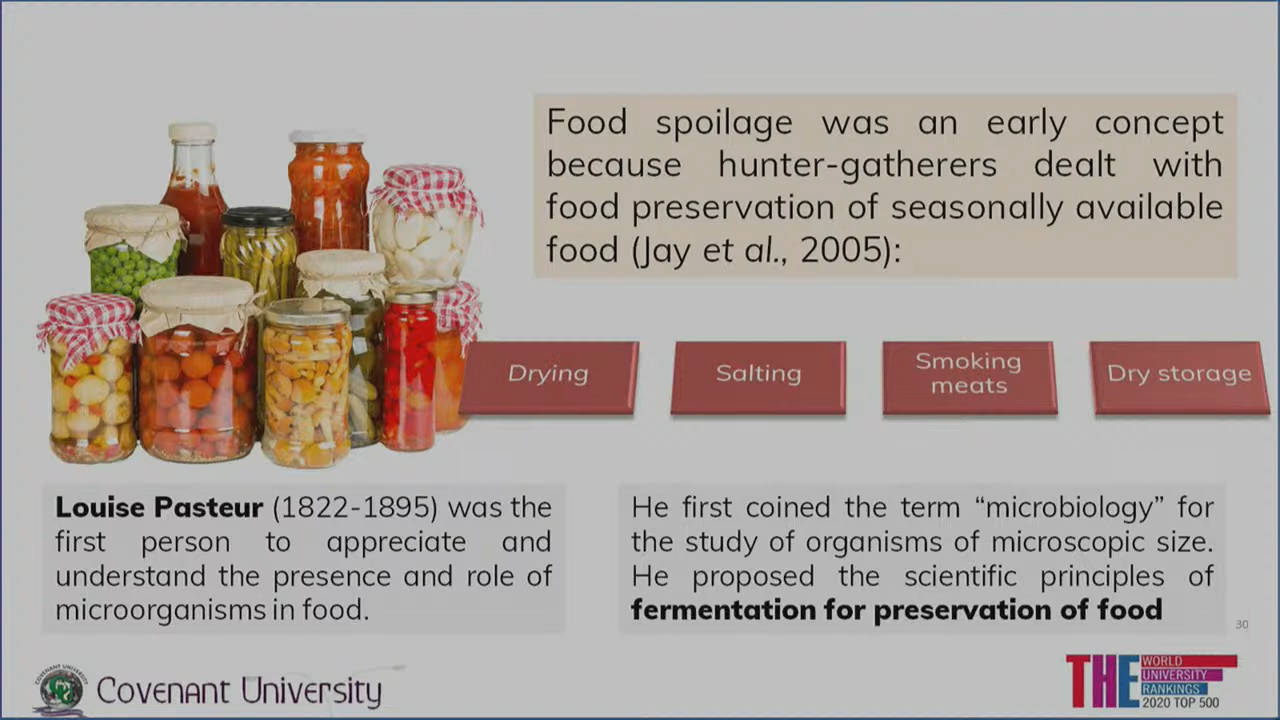 Food spoilage was an early concept
because hunter-gatherers dealt with
food preservation of seasonally available
food (Jay et al., 2005):
Drying
Salting
Smoking
meats
Dry storage
Louise Pasteur (1822-1895) was the
first person to appreciate and
understand the presence and role of
microorganisms in food.
He first coined the term “microbiology” for
the study of organisms of microscopic size.
He proposed the scientific principles of
fermentation for preservation of food
30
Covenant University
THE WORLD
UNIVERSITY
RANKINGS
2020 TOP 500